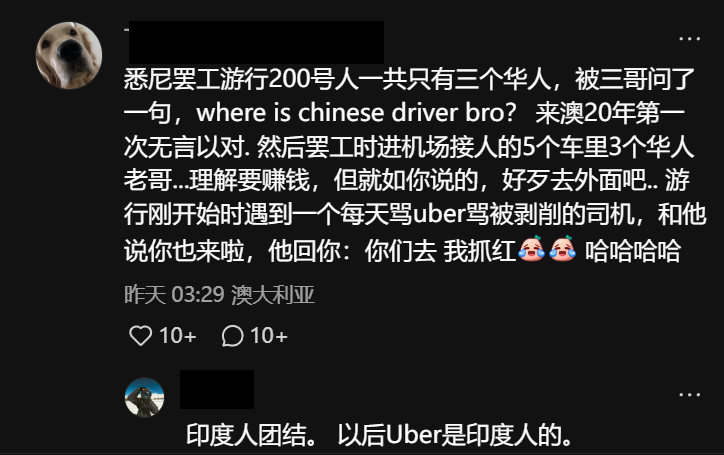 悉尼罢工游行200号人一共只有三个华人，被三哥问了
一句，where is chinese driver bro？ 来澳20年第一
次无言以对. 然后罢工时进机场接人的5个车里3个华人
老哥...理解要赚钱，但就如你说的，好歹去外面吧.. 游
行刚开始时遇到一个每天骂uber骂被剥削的司机，和他
说你也来啦，他回你：你们去 我抓红😂😂 哈哈哈哈
昨天 03:29 澳大利亚
10+ 10+
印度人团结。 以后Uber是印度人的。